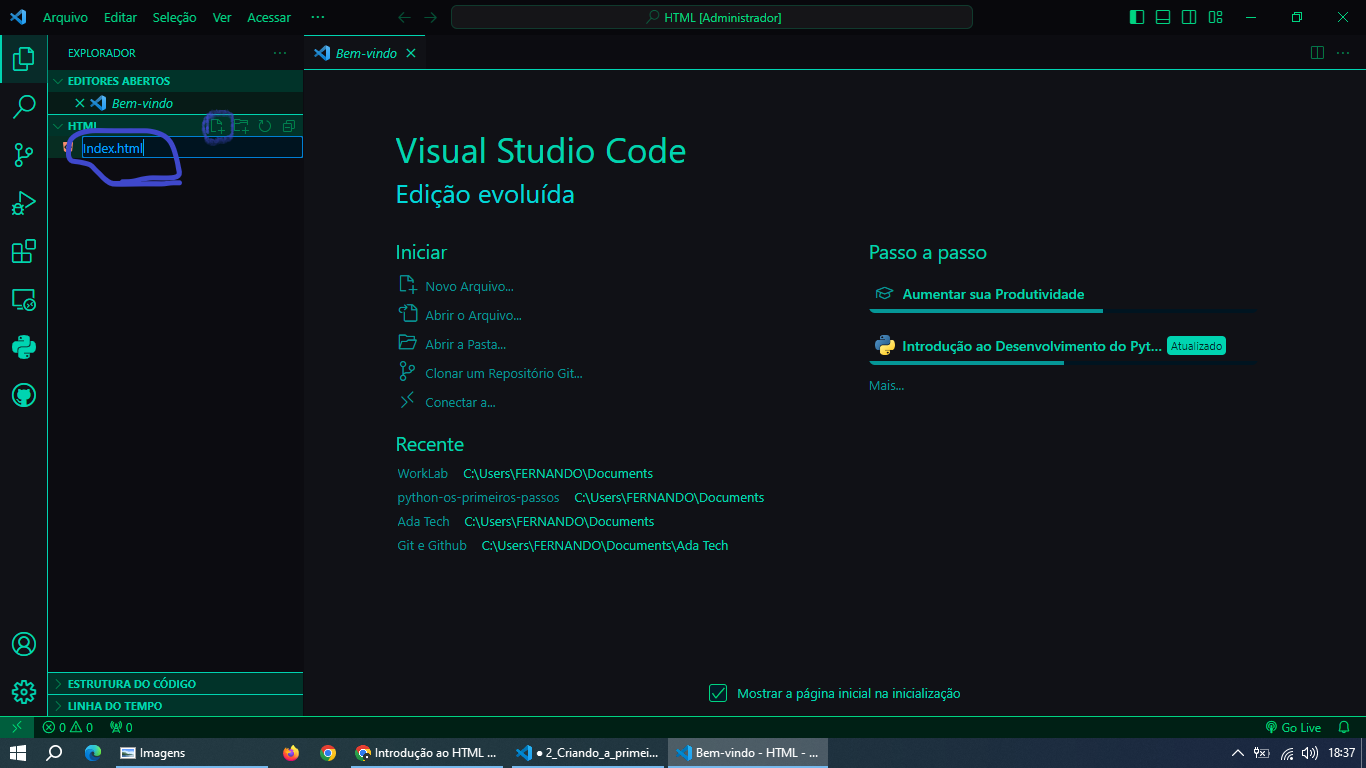 Arquivo Editar Seleção Ver Acessar ···
HTML [Administrador]
EXPLORADOR ···
Bem-vindo
EDITORES ABERTOS
Bem-vindo
HTML
Index.html
Visual Studio Code
Edição evoluída
Iniciar
Novo Arquivo...
Abrir o Arquivo...
Abrir a Pasta...
Clonar um Repositório Git...
Conectar a...
Passo a passo
Aumentar sua Produtividade
Introdução ao Desenvolvimento do Pyt... Atualizado
Mais...
Recente
WorkLab C:\Users\FERNANDO\Documents
python-os-primeiros-passos C:\Users\FERNANDO\Documents
Ada Tech C:\Users\FERNANDO\Documents
Git e Github C:\Users\FERNANDO\Documents\Ada Tech
Mostrar a página inicial na inicialização
ESTRUTURA DO CÓDIGO
LINHA DO TEMPO
0 0 0 Go Live
Imagens Introdução ao HTML ... ● 2_Criando_a_primei... Bem-vindo - HTML - ... 18:37